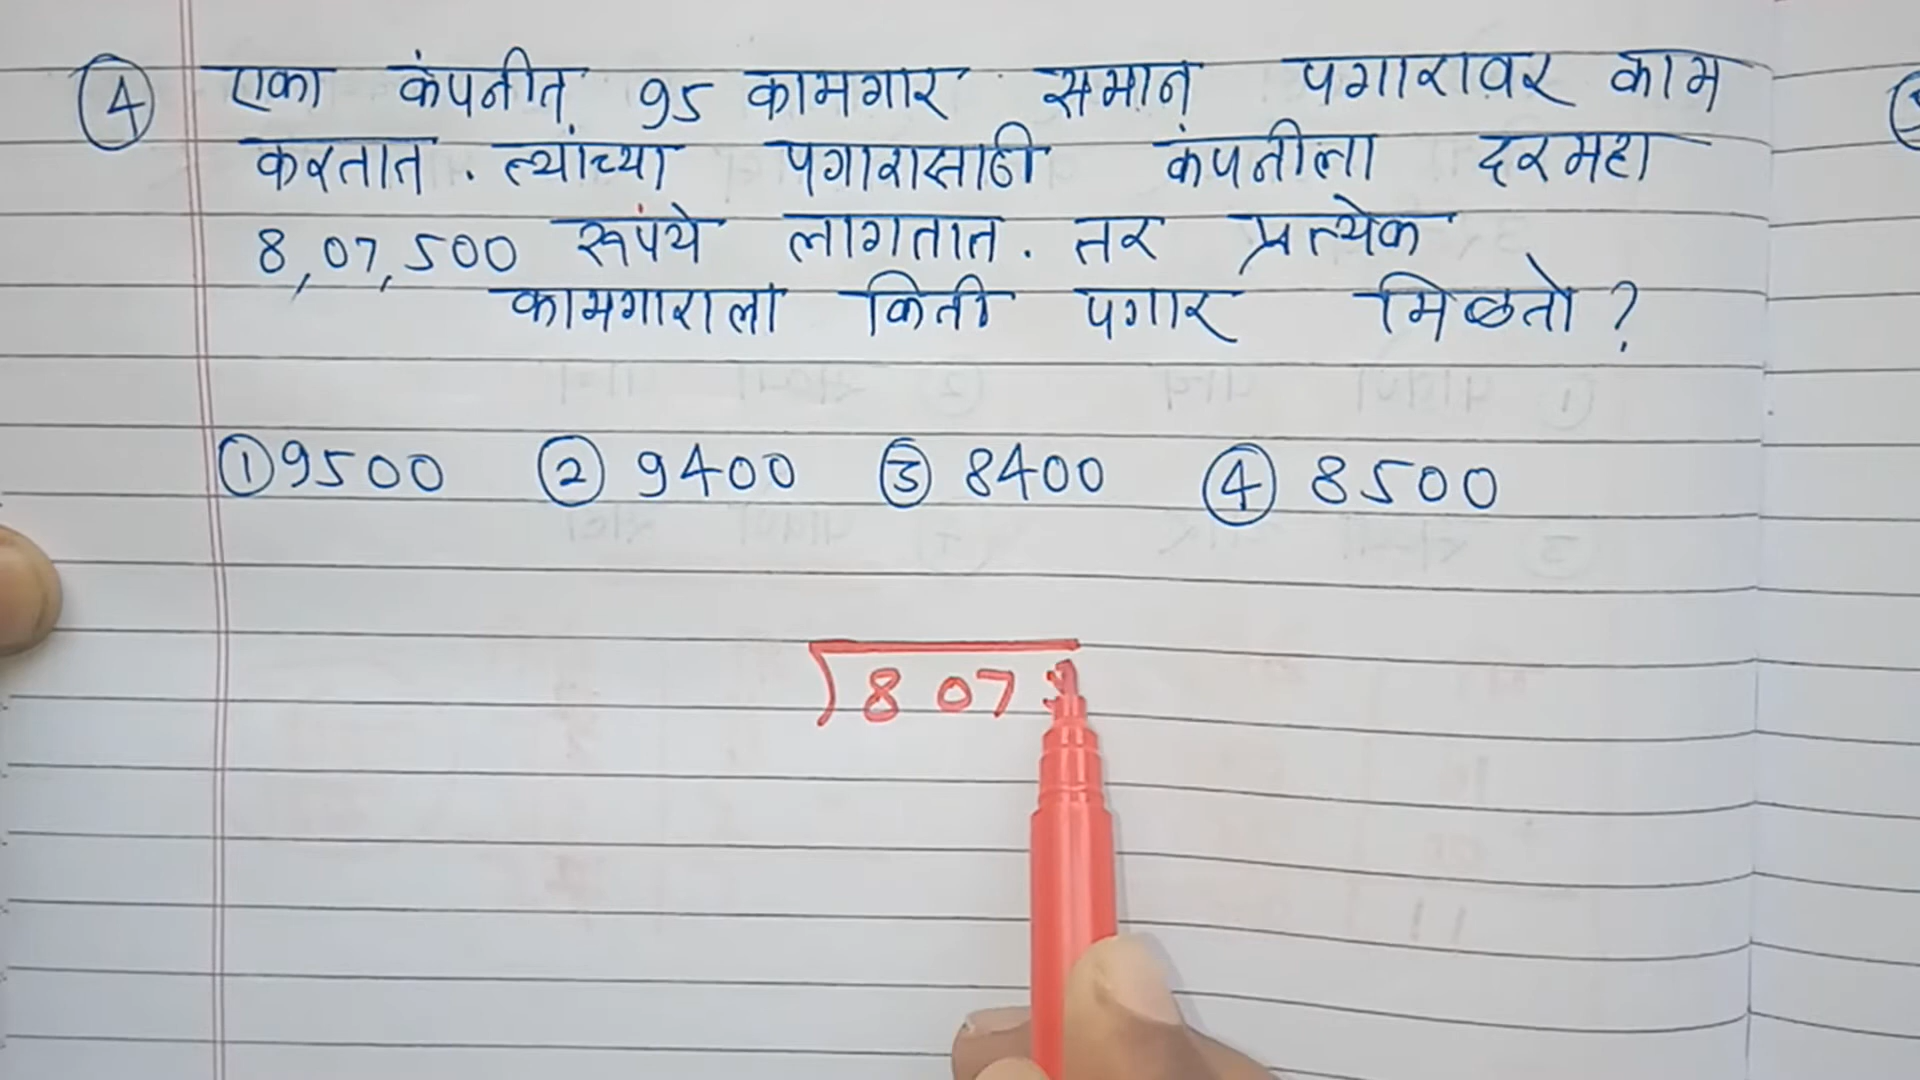 ④ एका कंपनीत 95 कामगार समान पगारावर काम
करतात. त्यांच्या पगारासाठी कंपनीला दरमहा
8,07,500 रूपये लागतात. तर प्रत्येक
कामगाराला किती पगार मिळतो?
① 9500 ② 9400 ③ 8400 ④ 8500
807